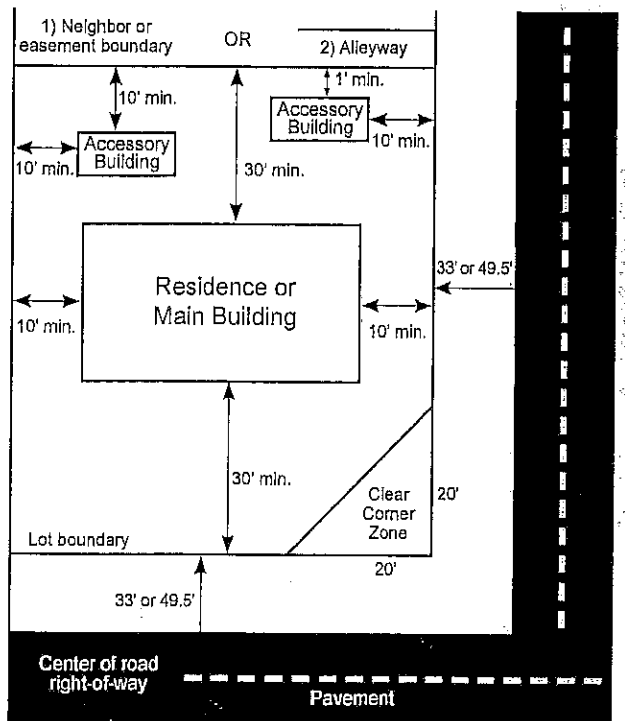 1) Neighbor or
easement boundary
OR
2) Alleyway
1' min.
10' min.
Accessory
Building
10' min.
Accessory
Building
10' min.
30' min.
33' or 49.5'
Residence or
Main Building
10' min.
10' min.
30' min.
Clear
Corner
Zone
20'
Lot boundary
20'
33' or 49.5'
Center of road
right-of-way
Pavement